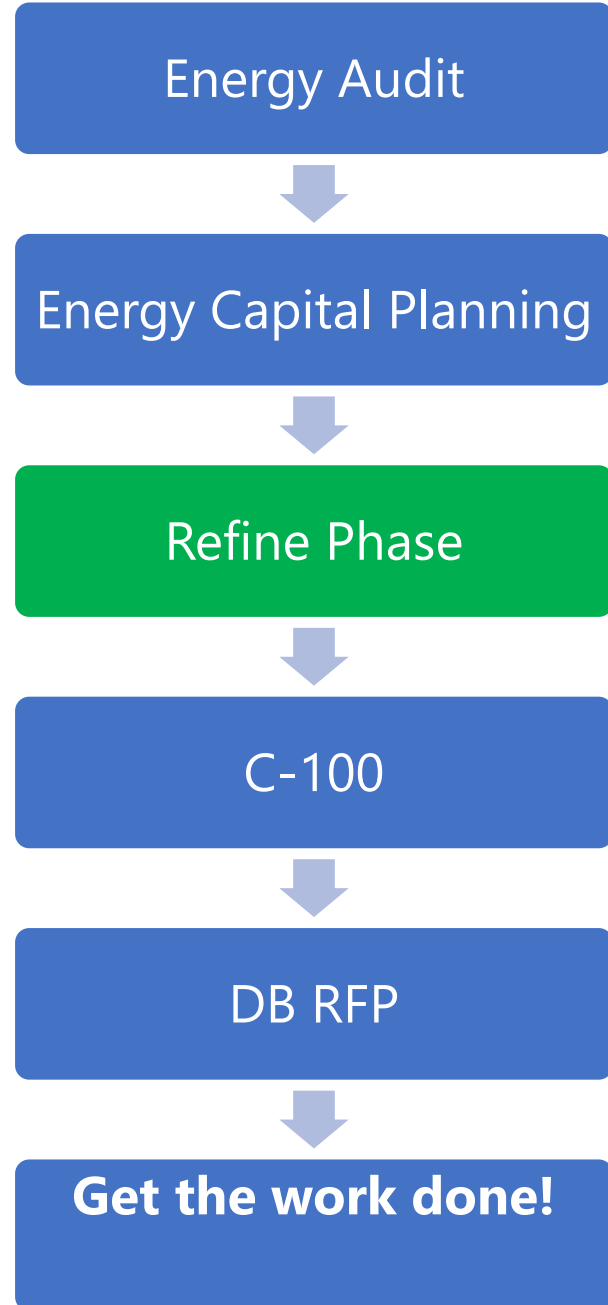 Energy Audit
Energy Capital Planning
Refine Phase
C-100
DB RFP
Get the work done!